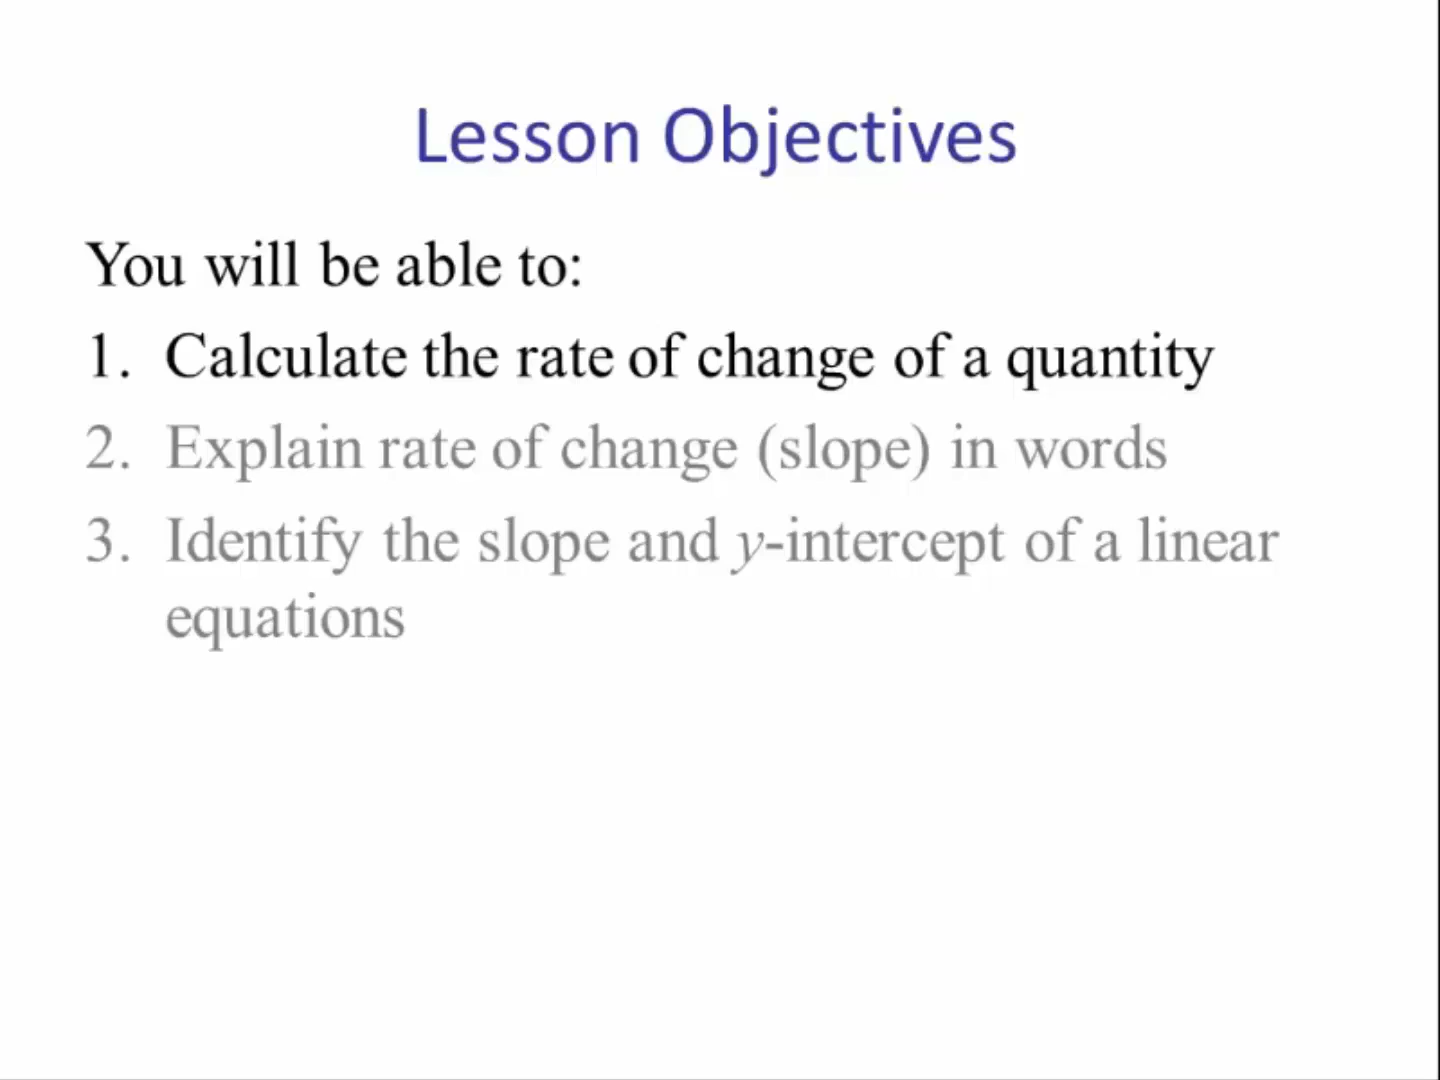 Lesson Objectives
You will be able to:
1. Calculate the rate of change of a quantity
2. Explain rate of change (slope) in words
3. Identify the slope and y-intercept of a linear
equations